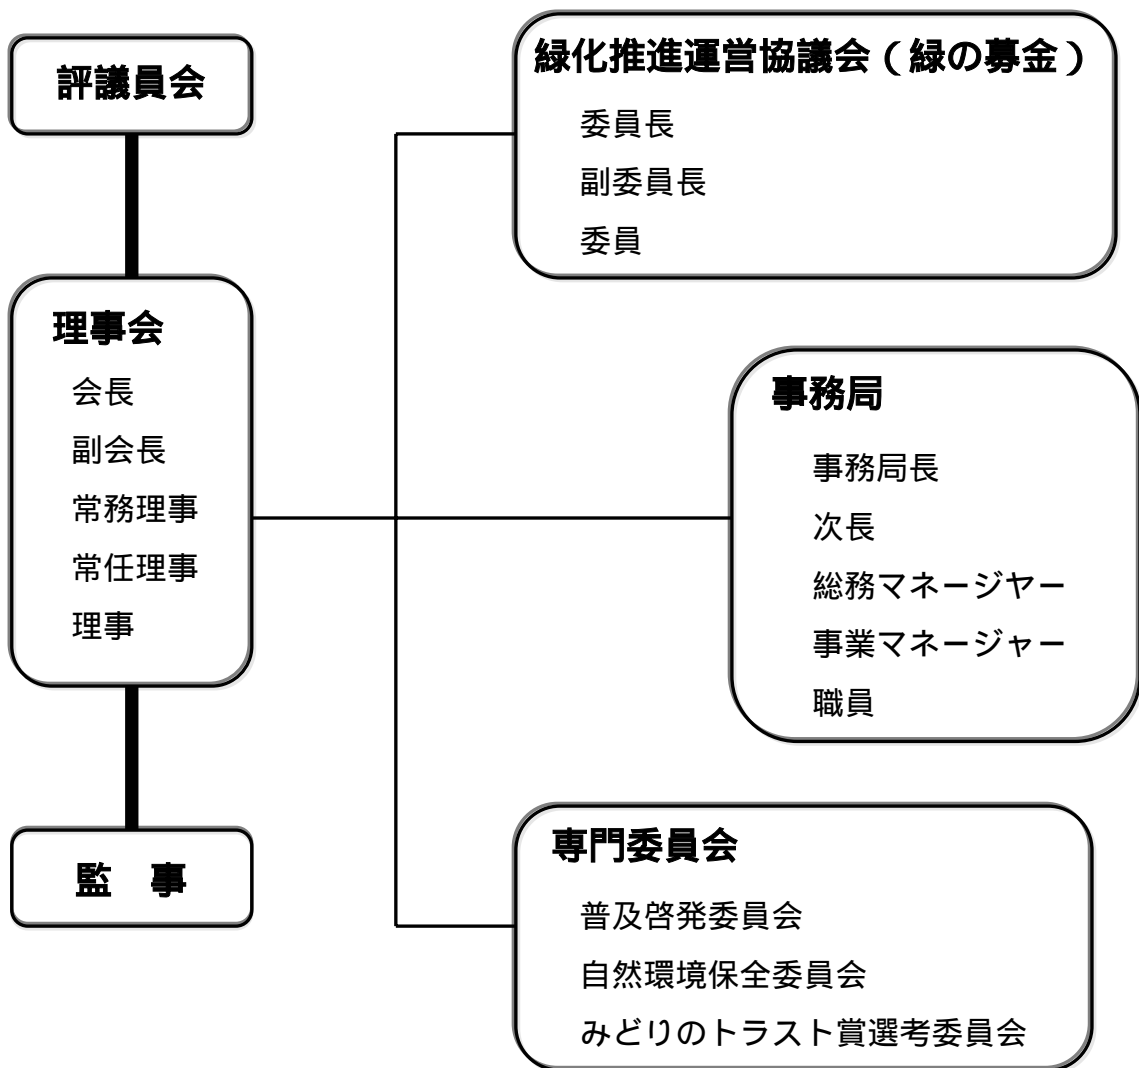 評議員会
理事会
会長
副会長
常務理事
常任理事
理事
監　事
緑化推進運営協議会（緑の募金）
委員長
副委員長
委員
事務局
事務局長
次長
総務マネージヤー
事業マネージャー
職員
専門委員会
普及啓発委員会
自然環境保全委員会
みどりのトラスト賞選考委員会